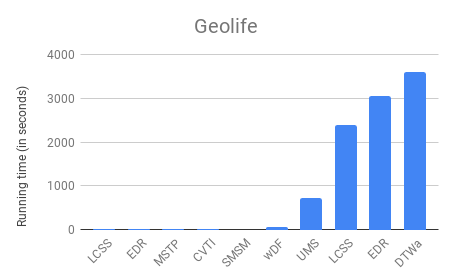 Geolife
Running time (in seconds)
4000
3000
2000
1000
0
LCSS
EDR
MSTP
CVTI
SMSM
wDF
UMS
LCSS
EDR
DTWa